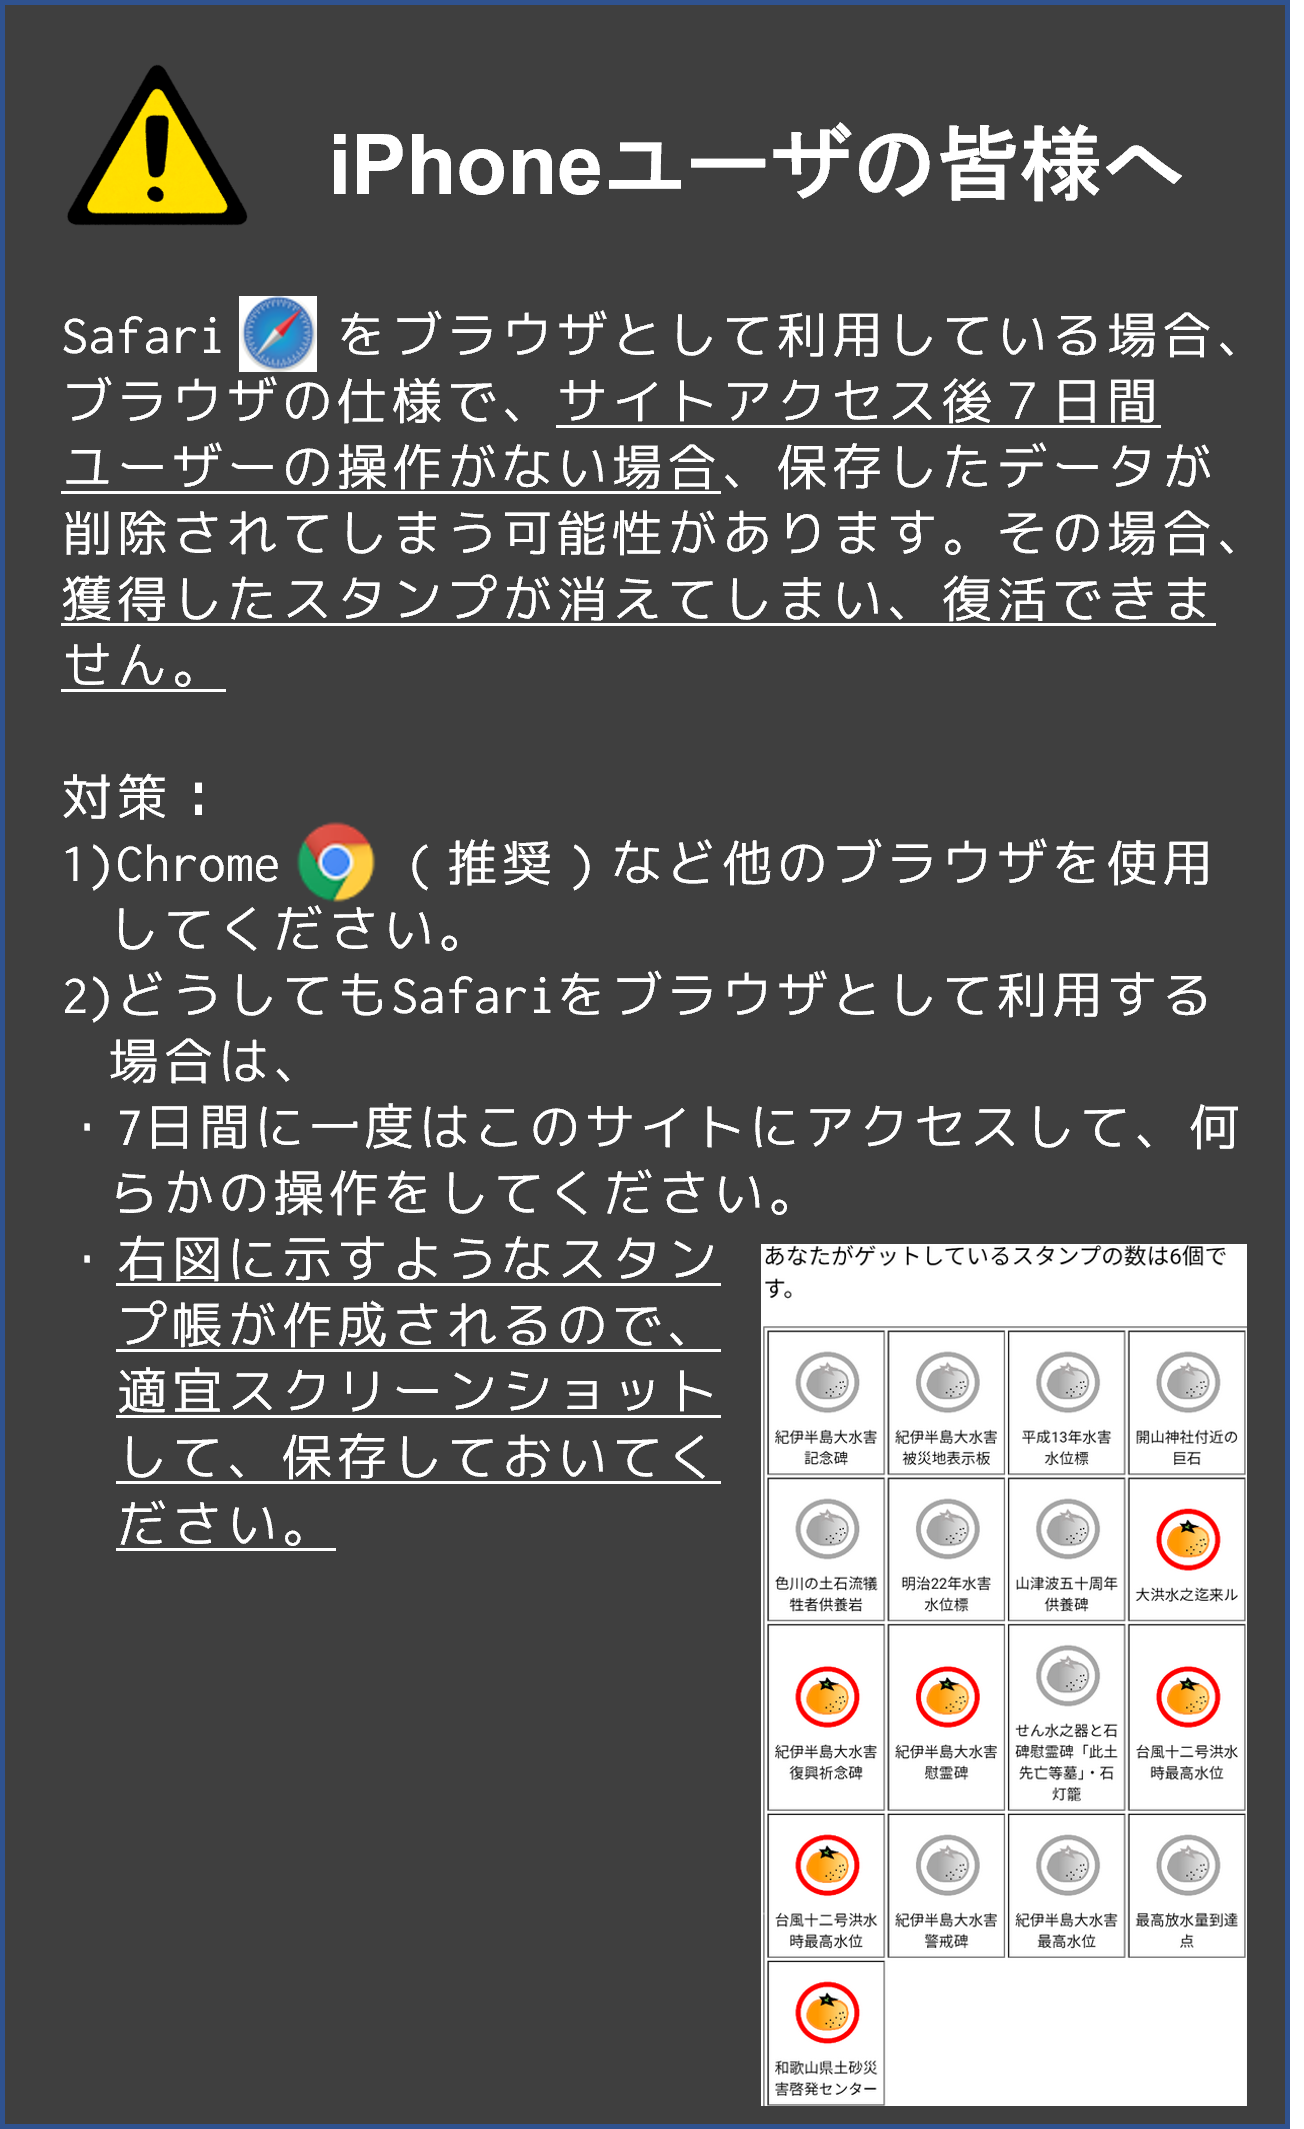 iPhoneユーザの皆様へ
Safari をブラウザとして利用している場合、
ブラウザの仕様で、サイトアクセス後７日間
ユーザーの操作がない場合、保存したデータが
削除されてしまう可能性があります。その場合、
獲得したスタンプが消えてしまい、復活できま
せん。
対策：
1)Chrome （推奨）など他のブラウザを使用
してください。
2)どうしてもSafariをブラウザとして利用する
場合は、
・7日間に一度はこのサイトにアクセスして、何
らかの操作をしてください。
・右図に示すようなスタン
プ帳が作成されるので、
適宜スクリーンショット
して、保存しておいてく
ださい。
あなたがゲットしているスタンプの数は6個で
す。
紀伊半島大水害
記念碑
紀伊半島大水害
被災地表示板
平成13年水害
水位標
開山神社付近の
巨石
色川の土石流犠
牲者供養岩
明治22年水害
水位標
山津波五十周年
供養碑
大洪水之迄来ル
紀伊半島大水害
復興祈念碑
紀伊半島大水害
慰霊碑
せん水之器と石
碑慰霊碑「此土
先亡等墓」・石
灯籠
台風十二号洪水
時最高水位
台風十二号洪水
時最高水位
紀伊半島大水害
警戒碑
紀伊半島大水害
最高水位
最高放水量到達
点
和歌山県土砂災
害啓発センター